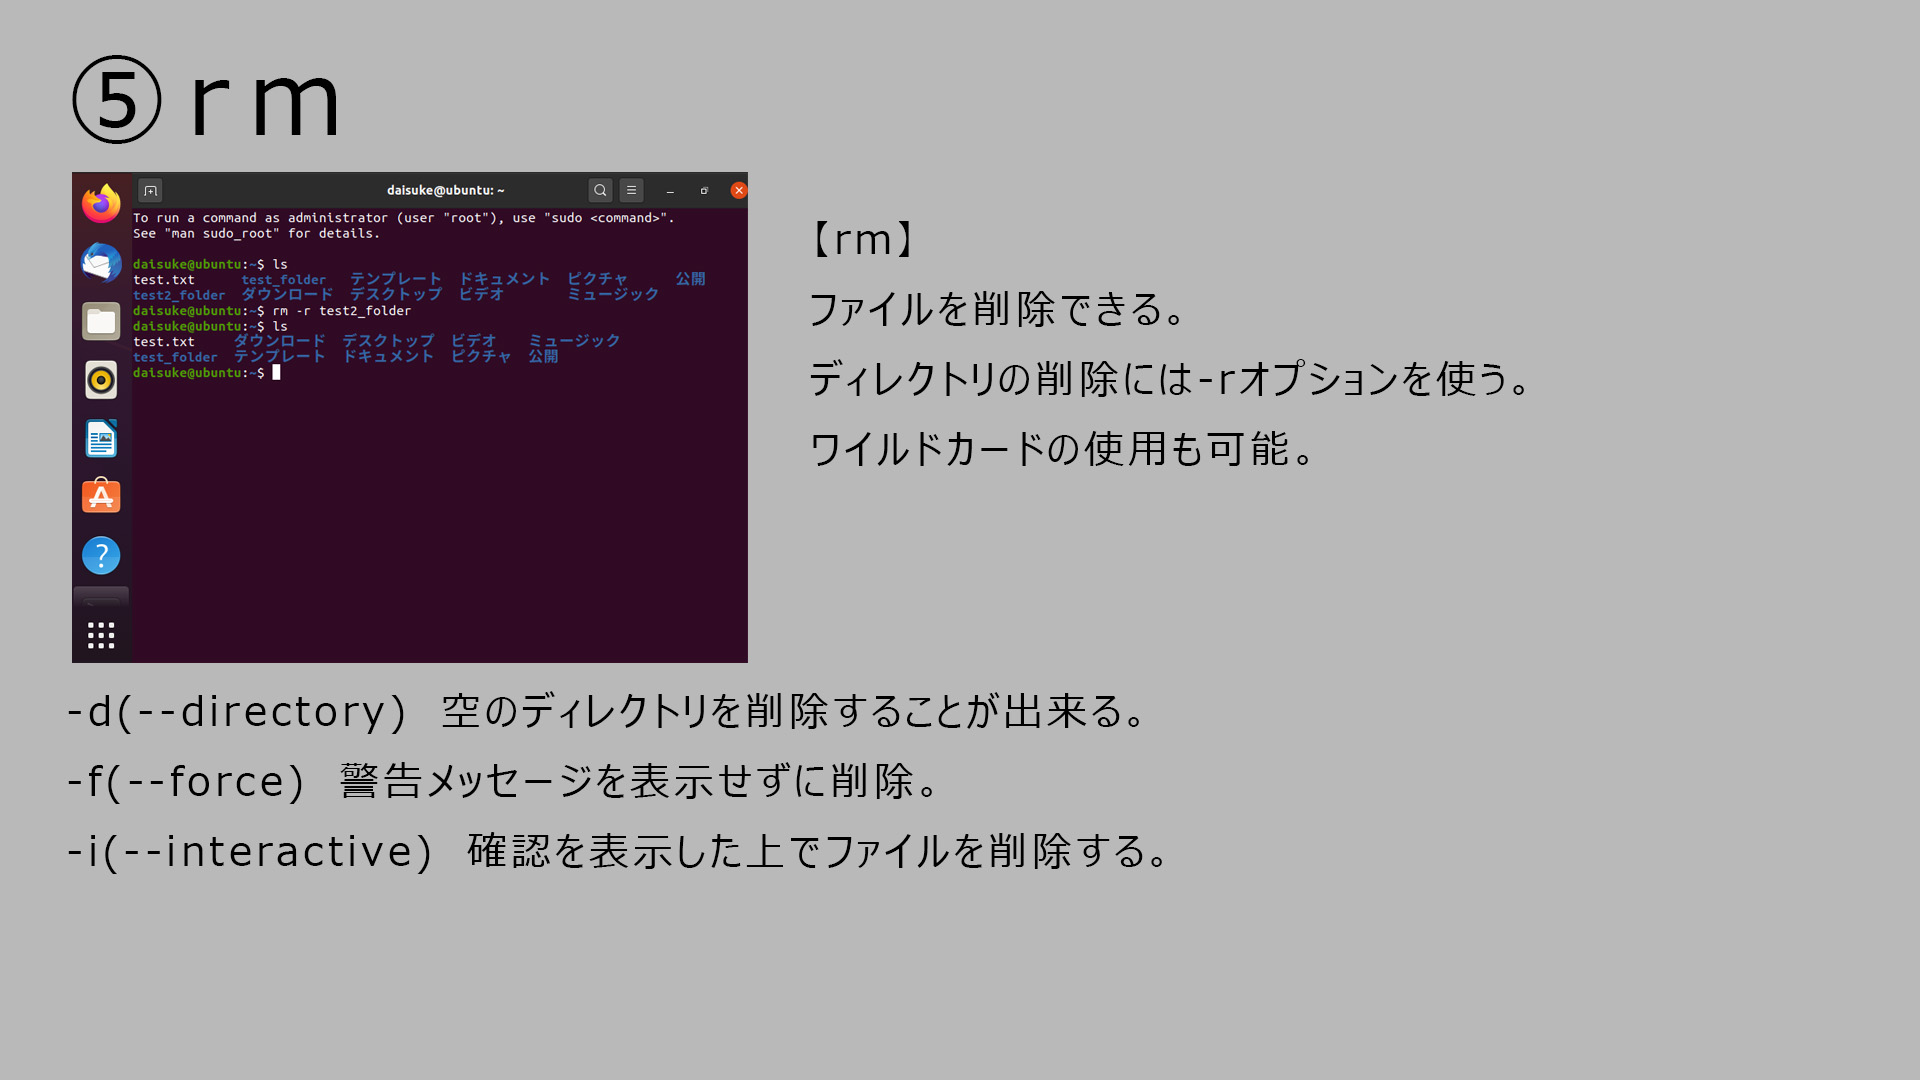 ⑤rm
daisuke@ubuntu: ~
To run a command as administrator (user "root"), use "sudo <command>".
See "man sudo_root" for details.
daisuke@ubuntu:~$ ls
test.txt test_folder テンプレート ドキュメント ピクチャ 公開
test2_folder ダウンロード デスクトップ ビデオ ミュージック
daisuke@ubuntu:~$ rm -r test2_folder
daisuke@ubuntu:~$ ls
test.txt ダウンロード デスクトップ ビデオ ミュージック
test_folder テンプレート ドキュメント ピクチャ 公開
daisuke@ubuntu:~$
【rm】
ファイルを削除できる。
ディレクトリの削除には-rオプションを使う。
ワイルドカードの使用も可能。
-d(--directory) 空のディレクトリを削除することが出来る。
-f(--force) 警告メッセージを表示せずに削除。
-i(--interactive) 確認を表示した上でファイルを削除する。